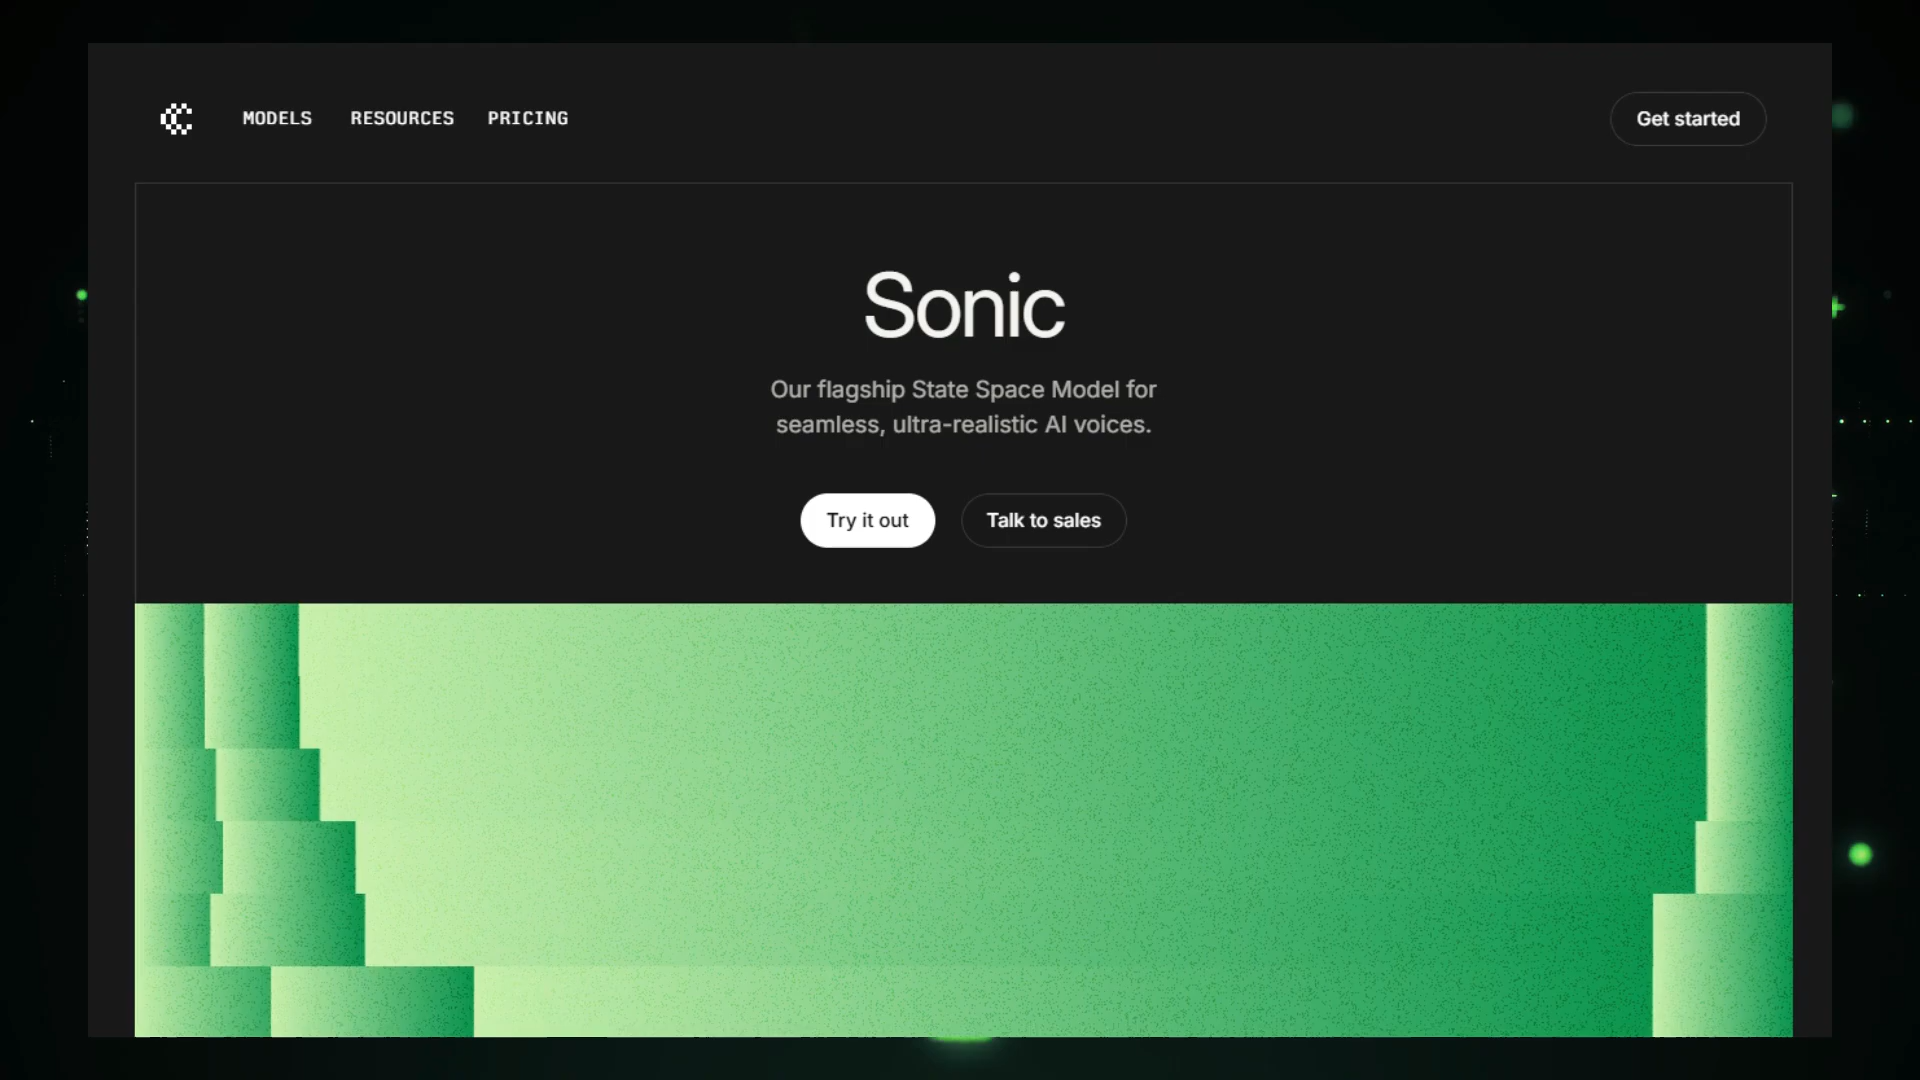 MODELS RESOURCES PRICING Get started
Sonic
Our flagship State Space Model for
seamless, ultra-realistic AI voices.
Try it out Talk to sales